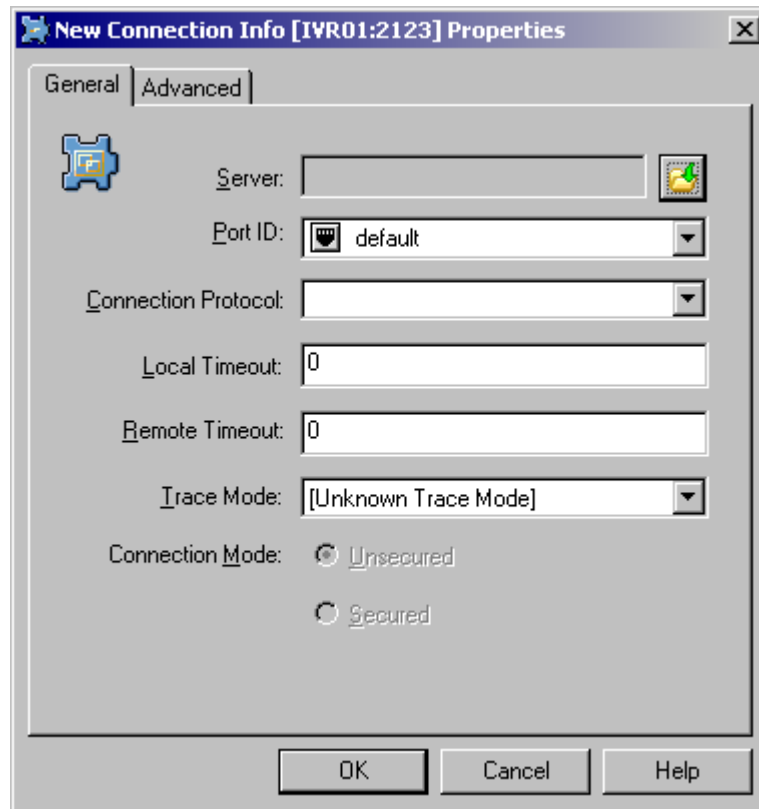 New Connection Info [IVR01:2123] Properties
General Advanced
Server:
Port ID: default
Connection Protocol:
Local Timeout: 0
Remote Timeout: 0
Trace Mode: [Unknown Trace Mode]
Connection Mode: Unsecured
Secured
OK Cancel Help